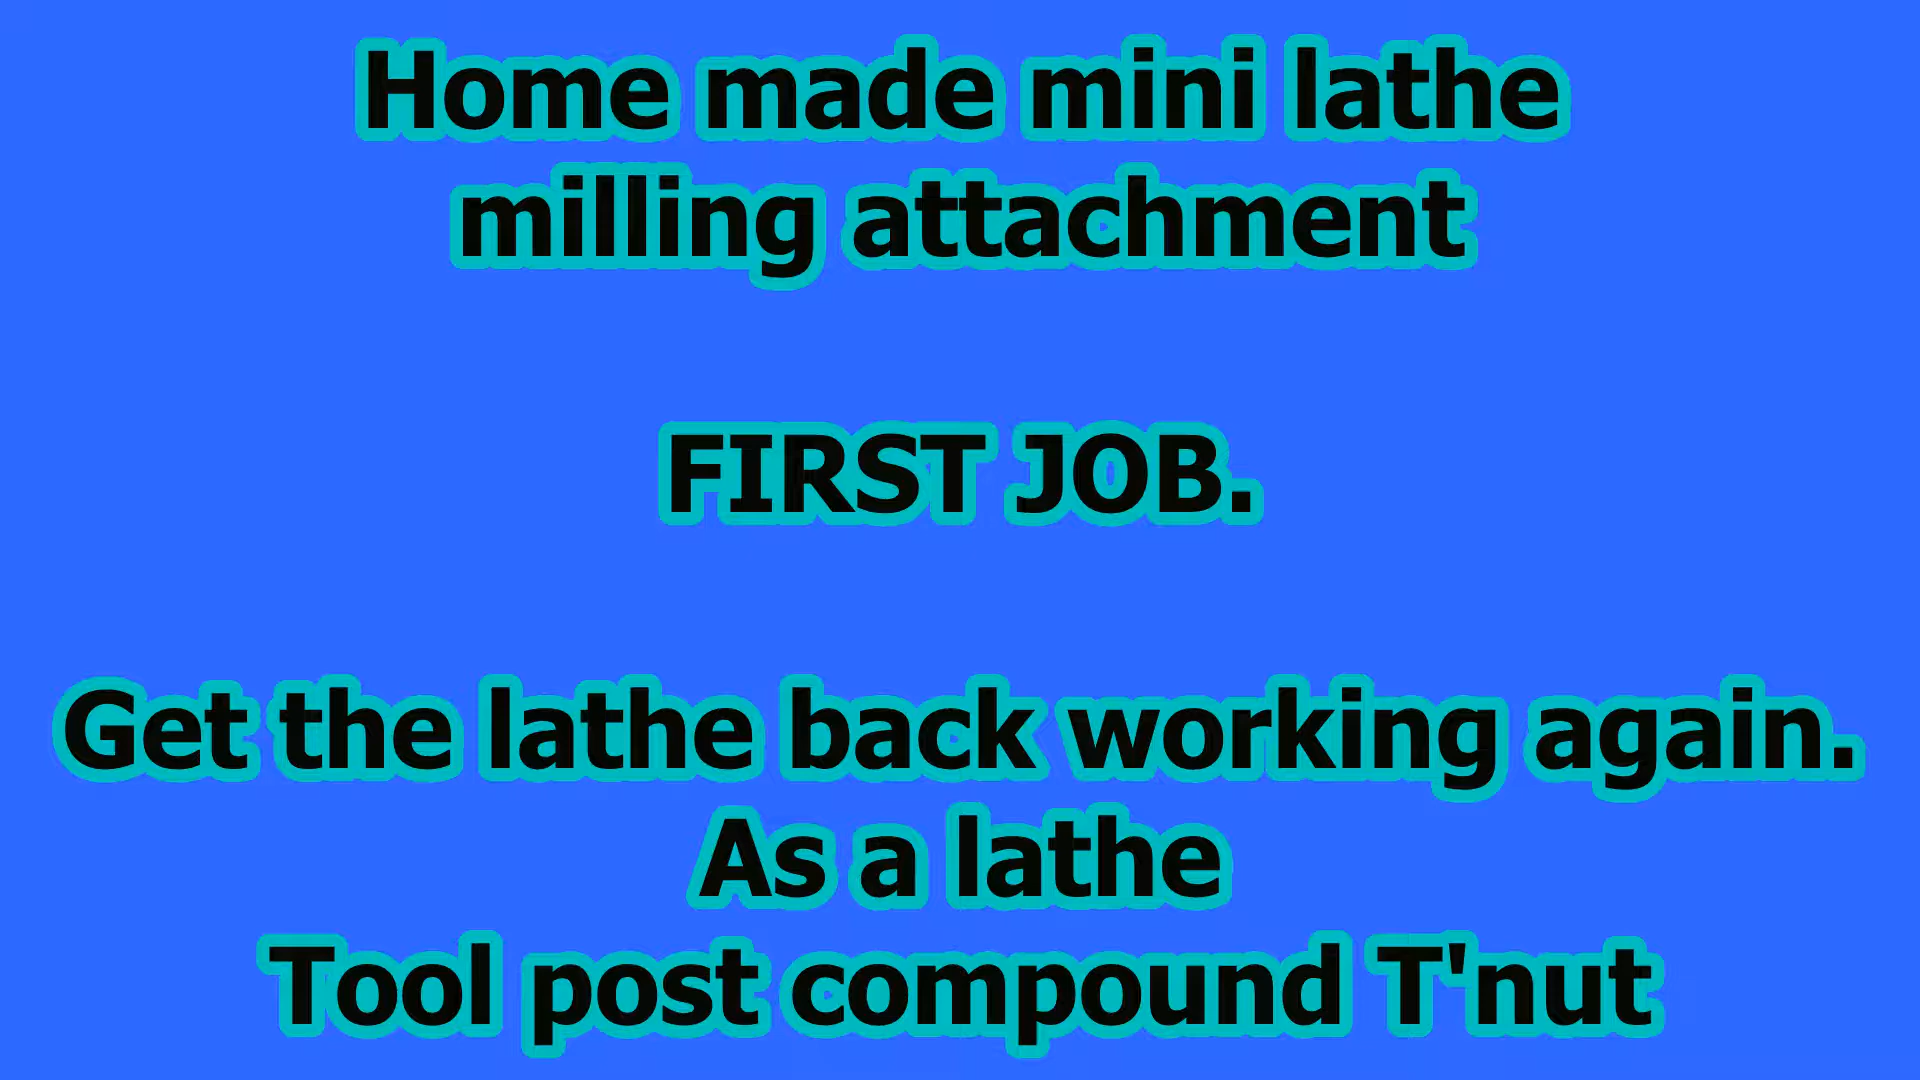 Home made mini lathe
milling attachment
FIRST JOB.
Get the lathe back working again.
As a lathe
Tool post compound T'nut